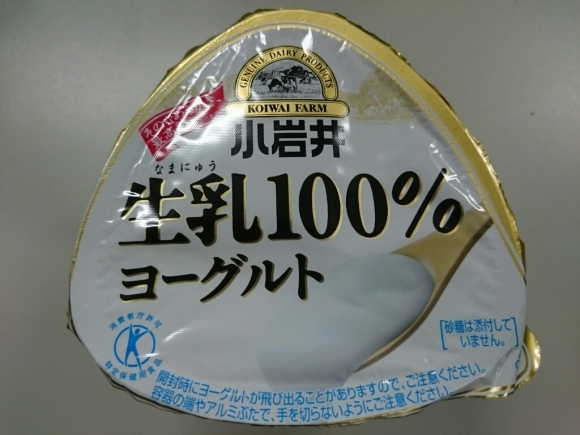 GENUINE DAIRY PRODUCTS
KOIWAI FARM
小岩井
なまにゅう
生乳100%
ヨーグルト
消費者庁許可
特定保健用食品
[砂糖は添付して
いません。]
開封時にヨーグルトが飛び出ることがありますので、ご注意ください。
容器の端やアルミぶたで、手を切らないようにご注意ください。